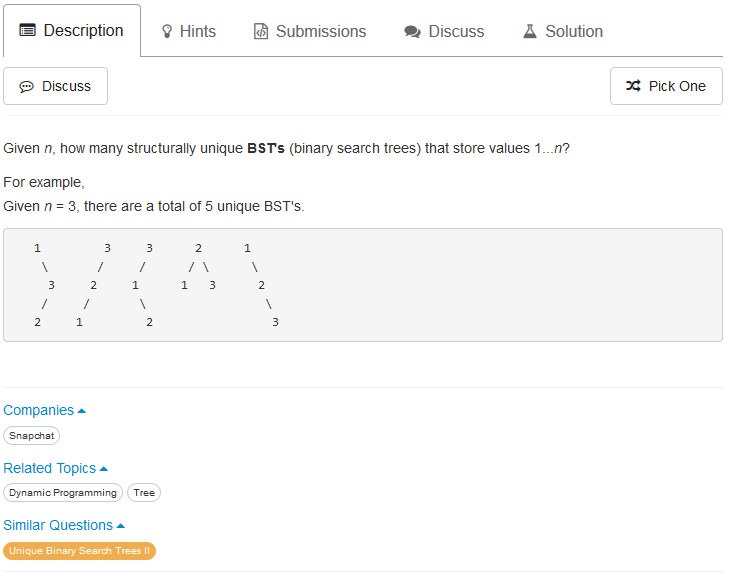 Description Hints Submissions Discuss Solution
Discuss Pick One
Given n, how many structurally unique BST's (binary search trees) that store values 1...n?
For example,
Given n = 3, there are a total of 5 unique BST's.
1 3 3 2 1
\ / / / \ \
3 2 1 1 3 2
/ / \ \
2 1 2 3
Companies
Snapchat
Related Topics
Dynamic Programming Tree
Similar Questions
Unique Binary Search Trees II